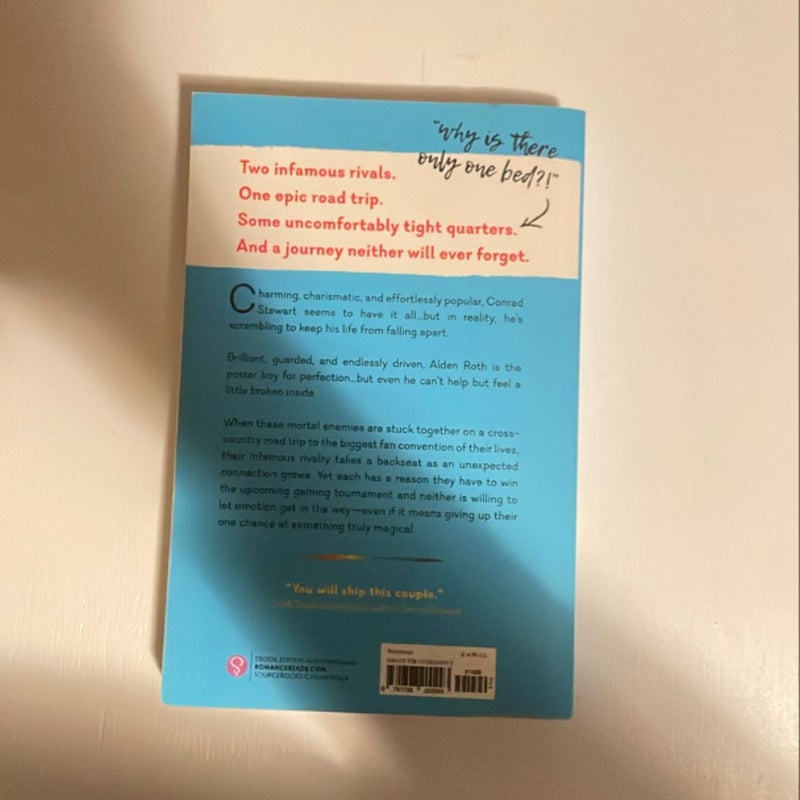 "why is there
only one bed?!"
Two infamous rivals.
One epic road trip.
Some uncomfortably tight quarters.
And a journey neither will ever forget.
Charming, charismatic, and effortlessly popular, Conrad
Stewart seems to have it all...but in reality, he's
scrambling to keep his life from falling apart.
Brilliant, guarded, and endlessly driven, Alden Roth is the
poster boy for perfection...but even he can't help but feel a
little broken inside.
When these mortal enemies are stuck together on a cross-
country road trip to the biggest fan convention of their lives,
their infamous rivalry takes a backseat as an unexpected
connection grows. Yet each has a reason they have to win
the upcoming gaming tournament and neither is willing to
let emotion get in the way—even if it means giving up their
one chance at something truly magical.
"You will ship this couple."
ROMANCEREADS.COM
SOURCEBOOKS CASABLANCA
Romance